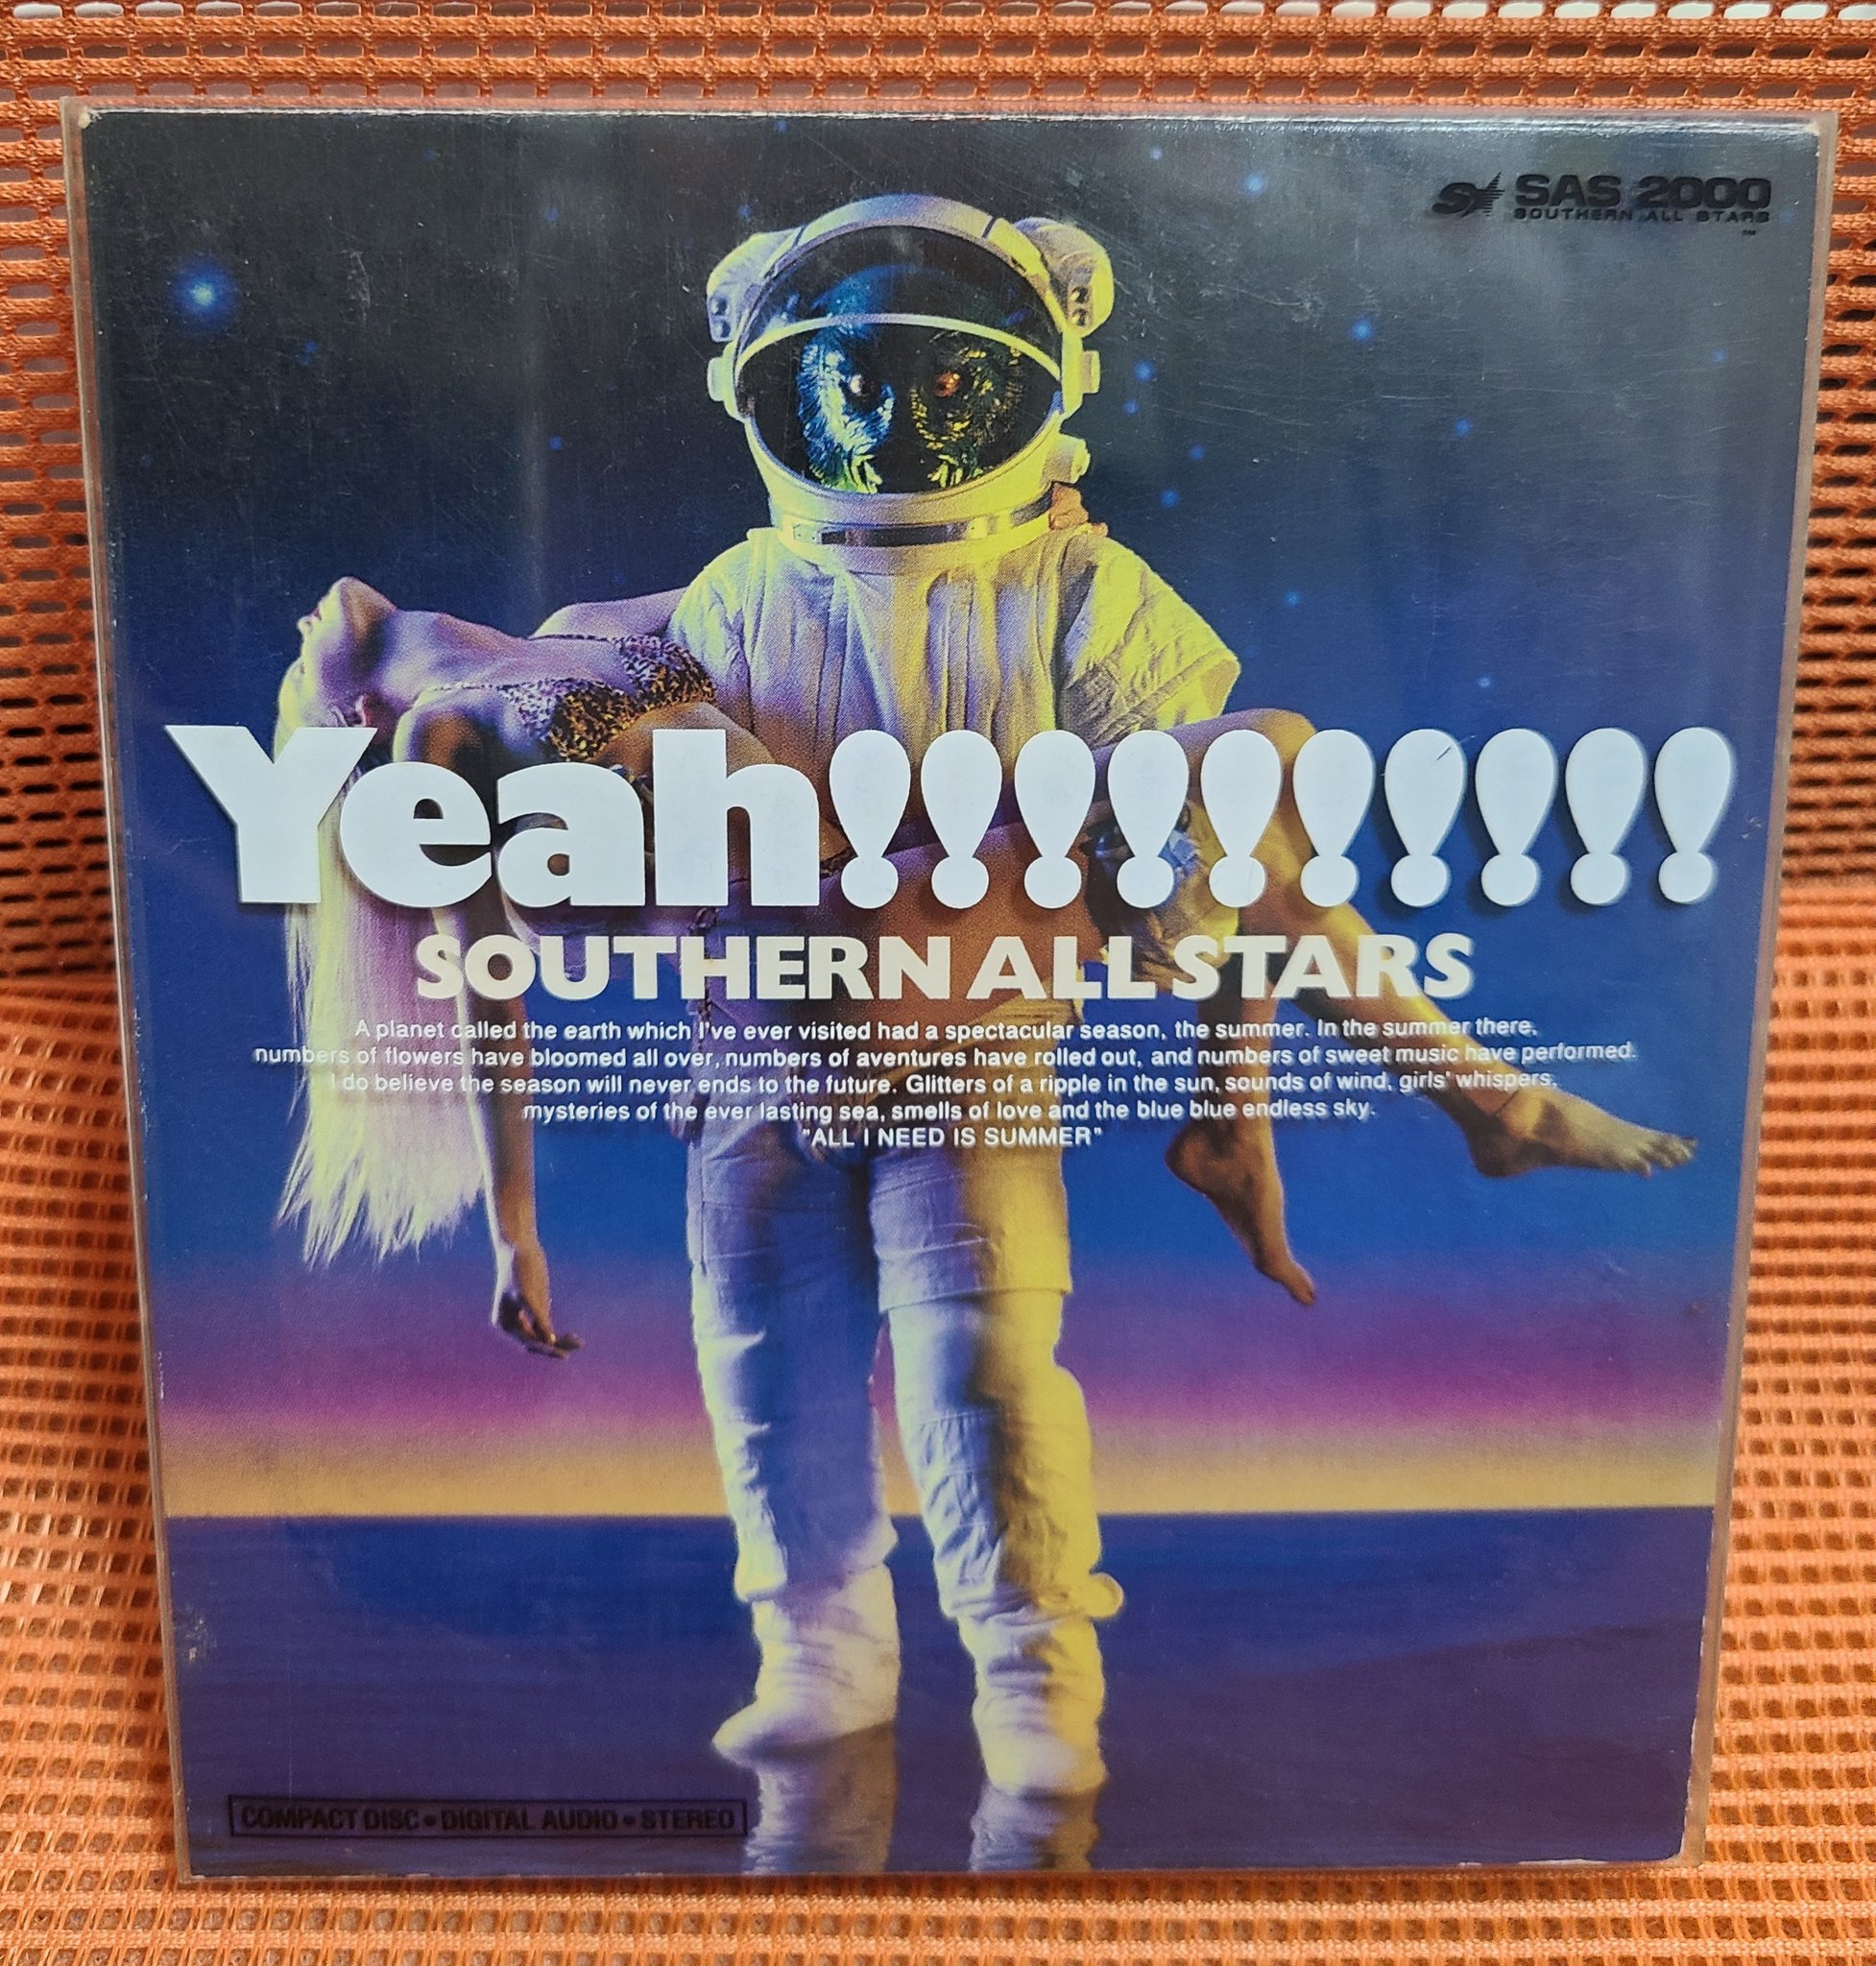 SAS 2000
SOUTHERN ALL STARS
Yeah!!!!!!!!!!
SOUTHERN ALL STARS
A planet called the earth which I've ever visited had a spectacular season, the summer. In the summer there,
numbers of flowers have bloomed all over, numbers of aventures have rolled out, and numbers of sweet music have performed.
I do believe the season will never ends to the future. Glitters of a ripple in the sun, sounds of wind, girls' whispers,
mysteries of the ever lasting sea, smells of love and the blue blue endless sky.
"ALL I NEED IS SUMMER"
COMPACT DISC • DIGITAL AUDIO • STEREO